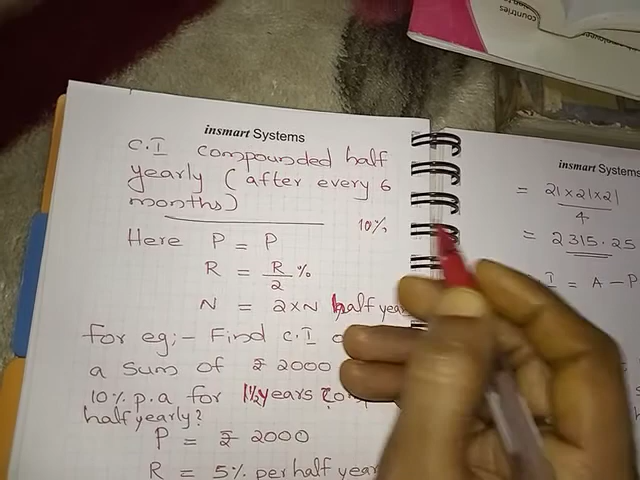 countries
insmart Systems
C.I compounded half
yearly (after every 6
months)
10%
Here P = P
R = R/2 %
N = 2×N half year
for eg;- Find C.I
a sum of ₹ 2000
10% p.a for 1½ years
half yearly?
P = ₹ 2000
R = 5% per half year
insmart Systems
= 21×21×21/4
= 2315.25
I = A - P